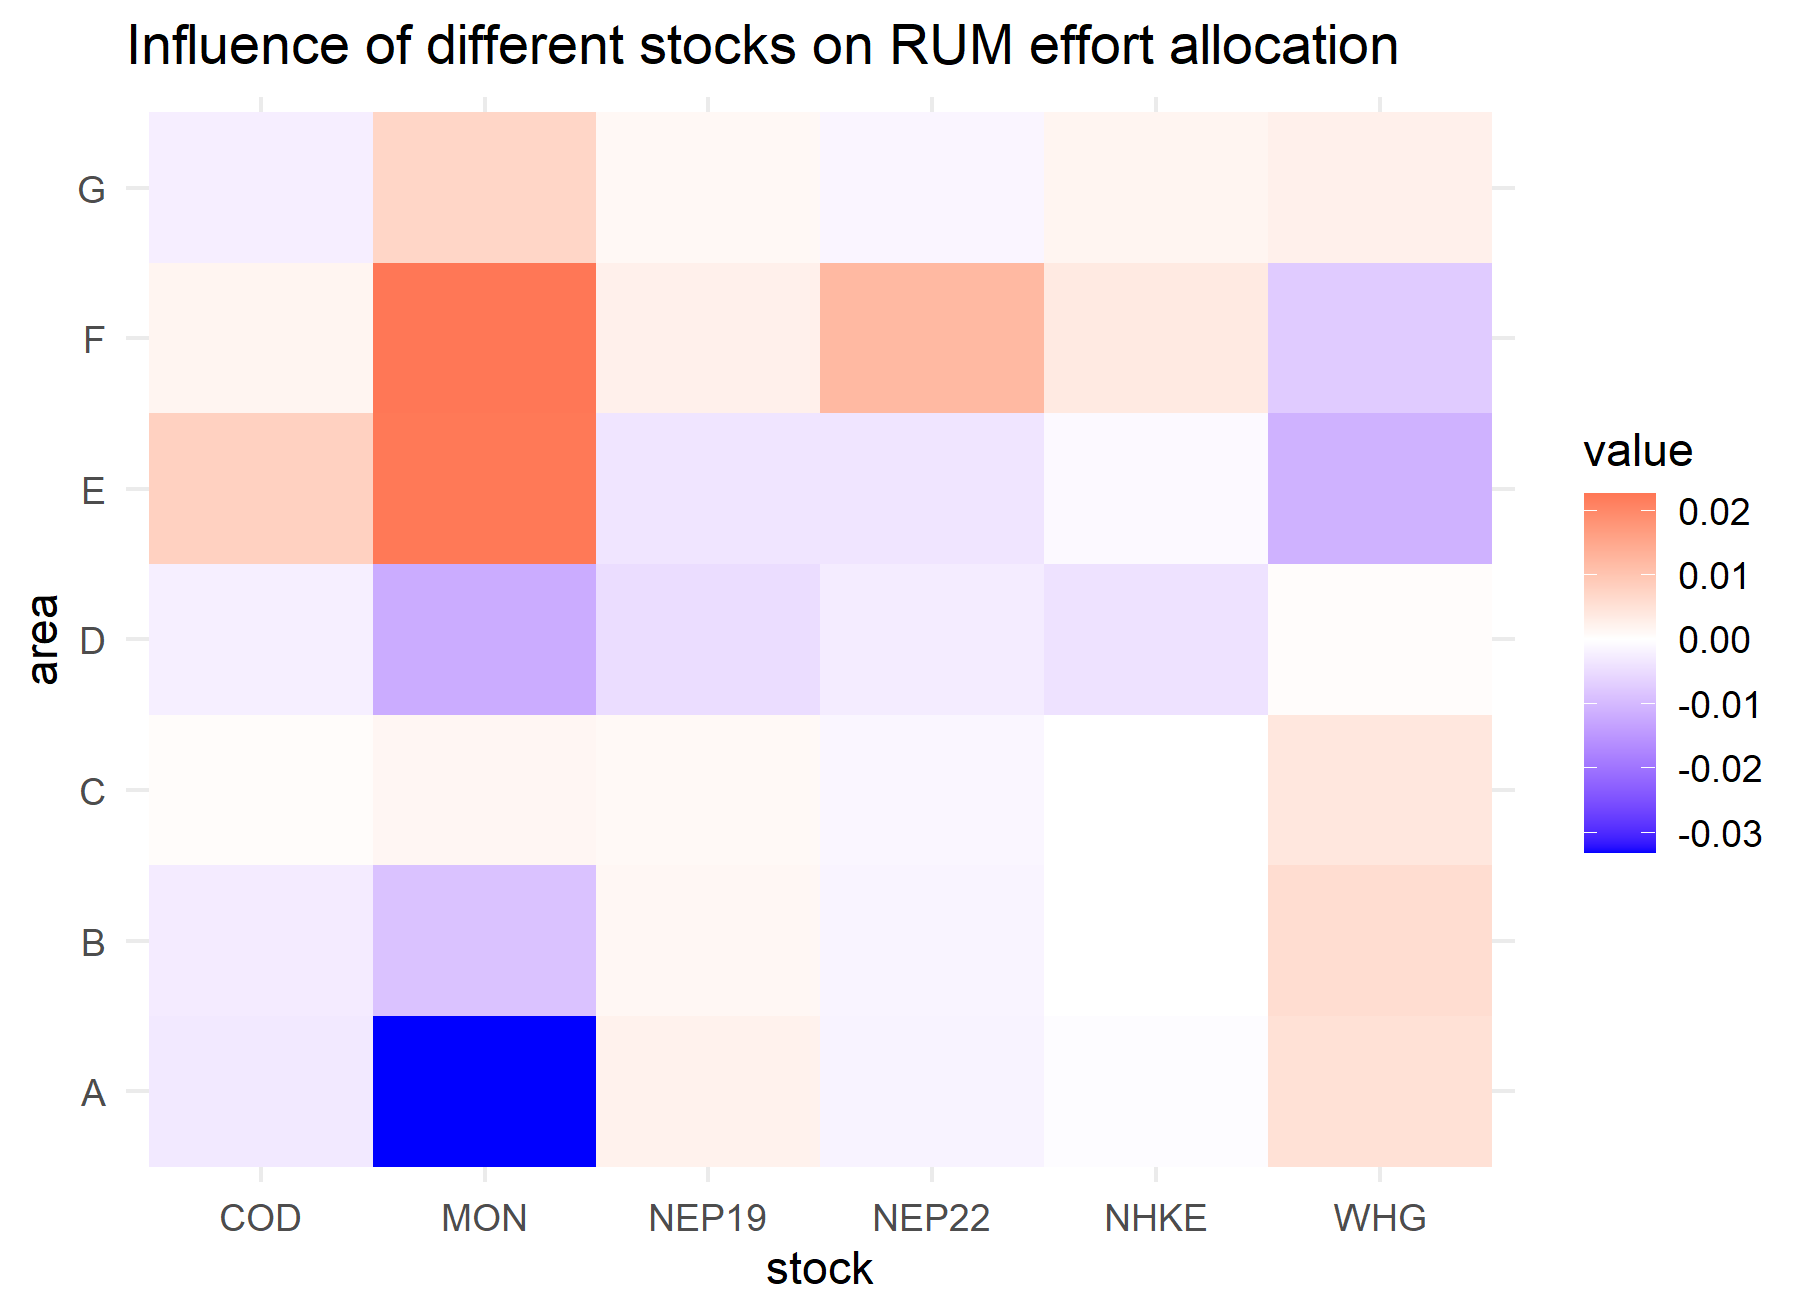 Influence of different stocks on RUM effort allocation
G
F
E
D
C
B
A
area
COD MON NEP19 NEP22 NHKE WHG
stock
value
0.02
0.01
0.00
-0.01
-0.02
-0.03